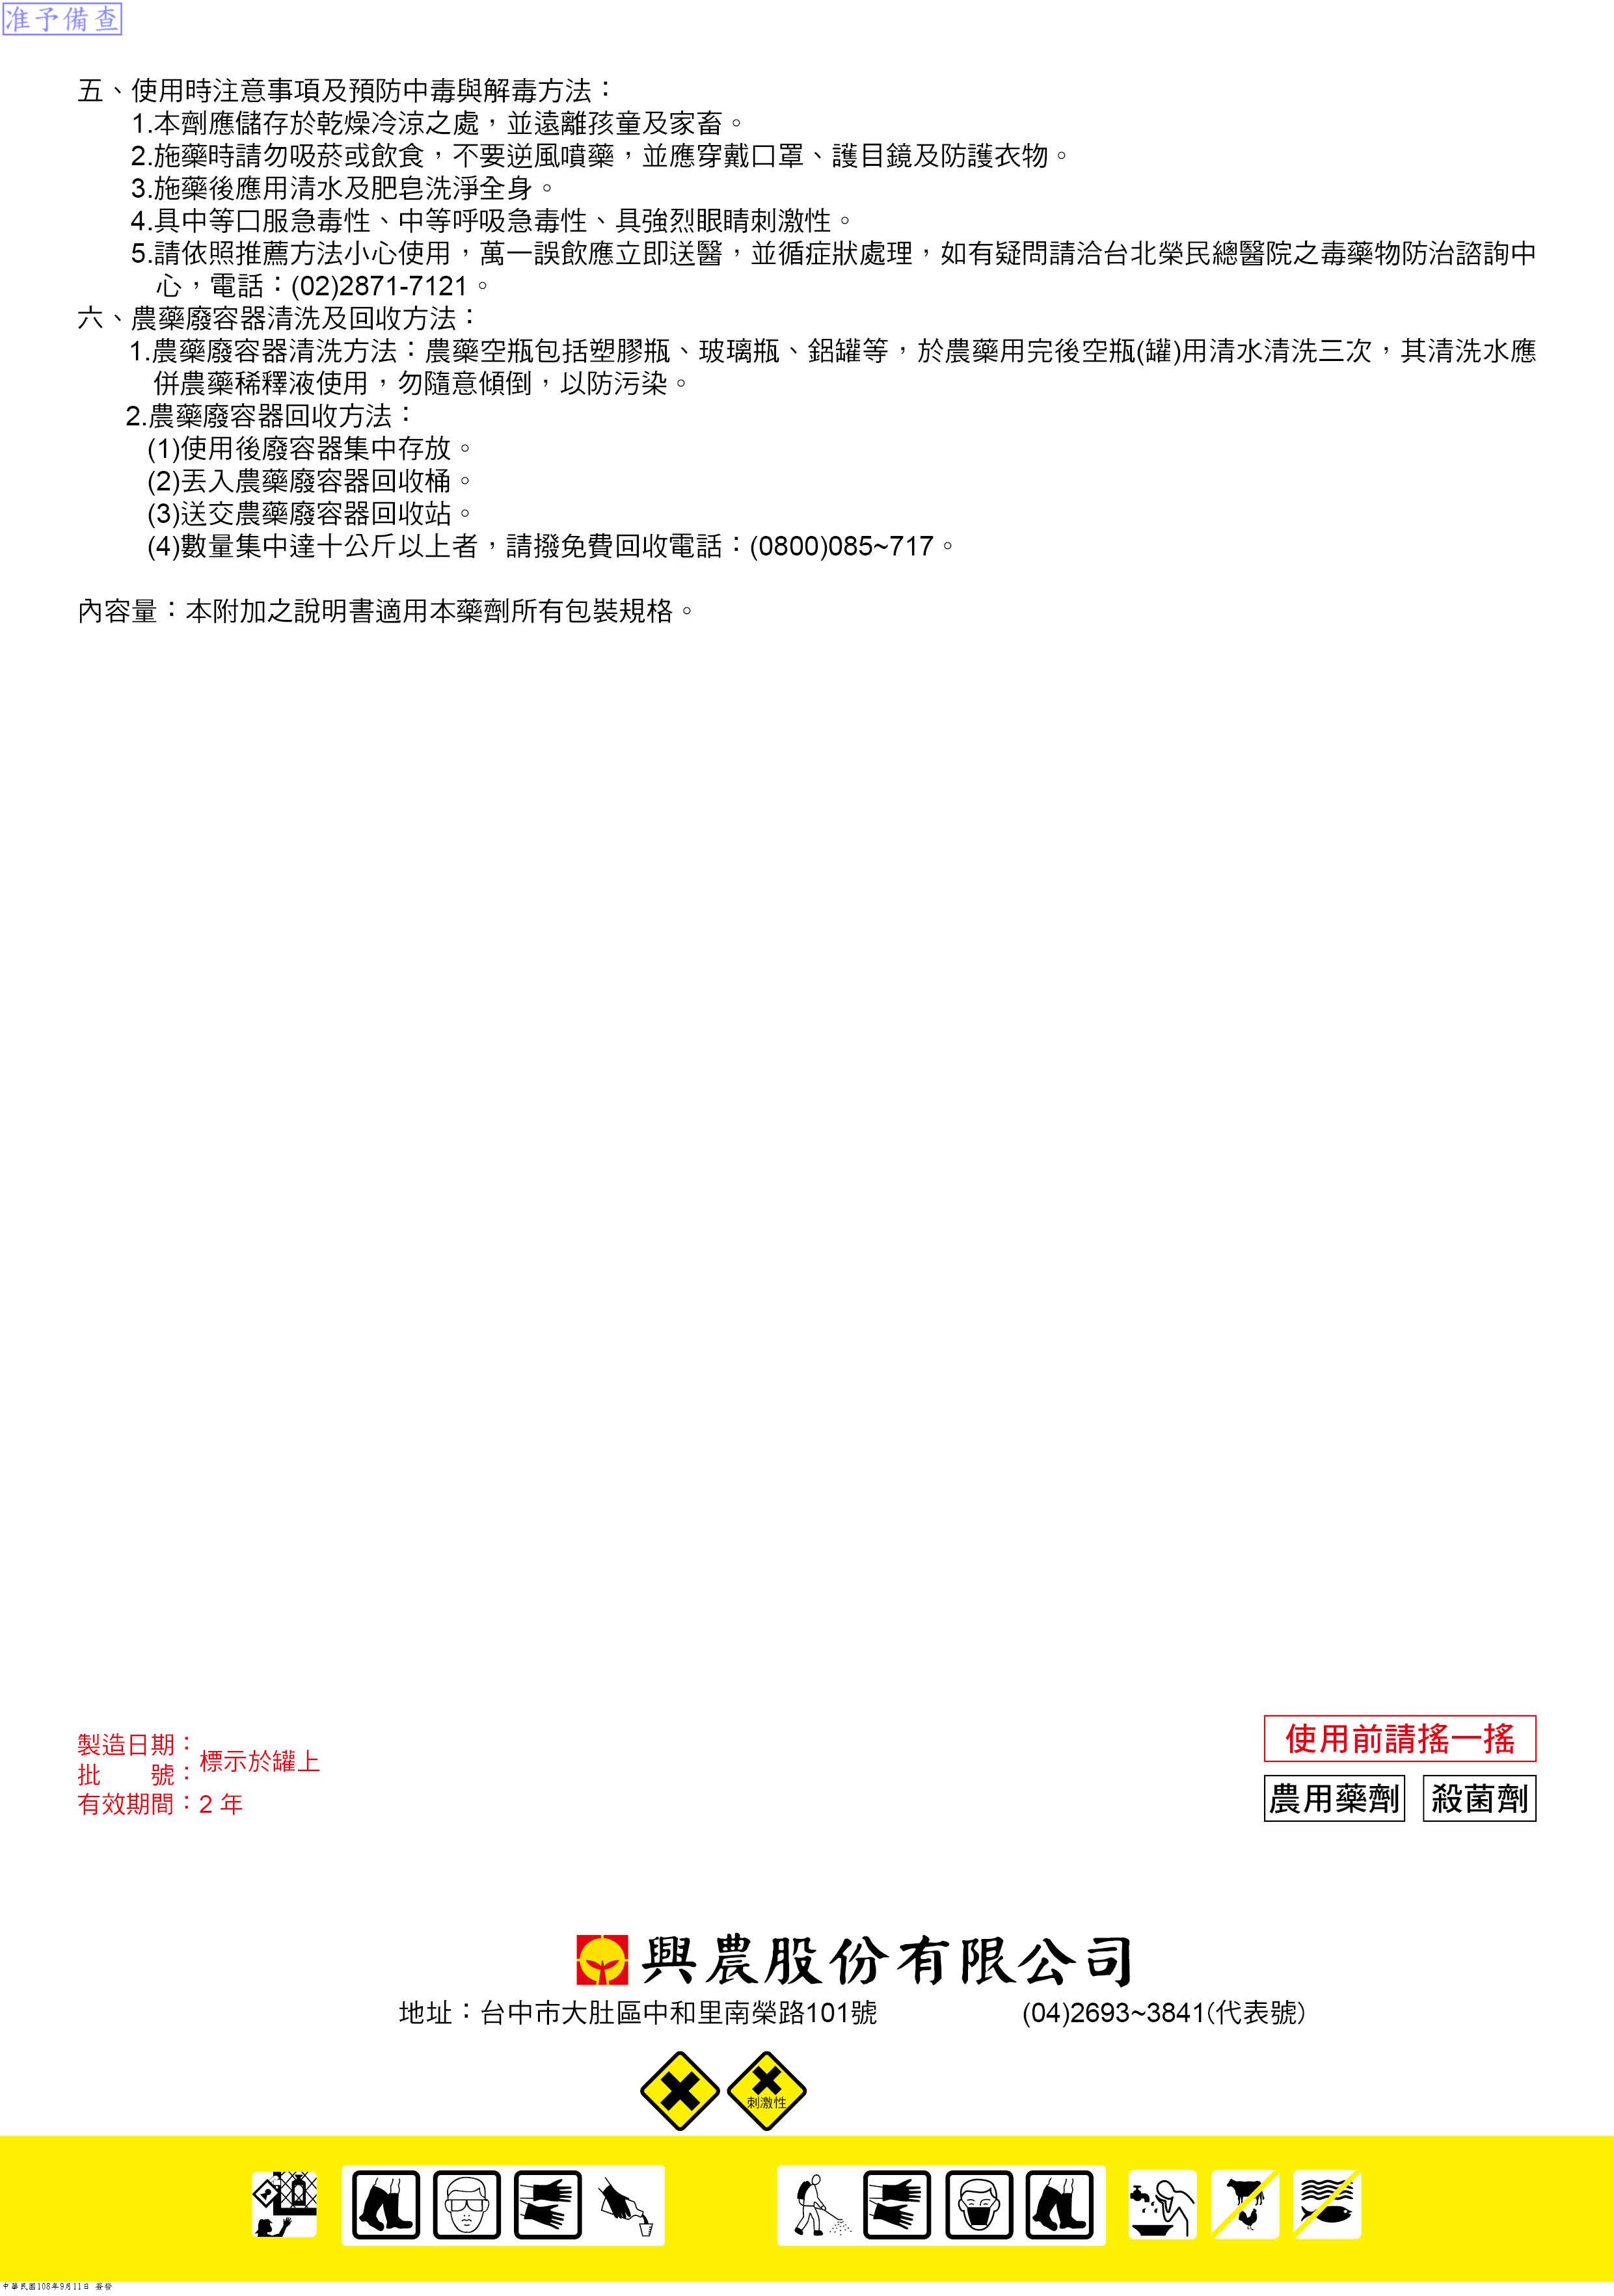 准予備查
五、使用時注意事項及預防中毒與解毒方法：
1.本劑應儲存於乾燥冷涼之處，並遠離孩童及家畜。
2.施藥時請勿吸菸或飲食，不要逆風噴藥，並應穿戴口罩、護目鏡及防護衣物。
3.施藥後應用清水及肥皂洗淨全身。
4.具中等口服急毒性、中等呼吸急毒性、具強烈眼睛刺激性。
5.請依照推薦方法小心使用，萬一誤飲應立即送醫，並循症狀處理，如有疑問請洽台北榮民總醫院之毒藥物防治諮詢中
心，電話：(02)2871-7121。
六、農藥廢容器清洗及回收方法：
1.農藥廢容器清洗方法：農藥空瓶包括塑膠瓶、玻璃瓶、鋁罐等，於農藥用完後空瓶(罐)用清水清洗三次，其清洗水應
併農藥稀釋液使用，勿隨意傾倒，以防污染。
2.農藥廢容器回收方法：
(1)使用後廢容器集中存放。
(2)丟入農藥廢容器回收桶。
(3)送交農藥廢容器回收站。
(4)數量集中達十公斤以上者，請撥免費回收電話：(0800)085~717。
內容量：本附加之說明書適用本藥劑所有包裝規格。
製造日期：
批　　號：標示於罐上
有效期間：2 年
使用前請搖一搖
農用藥劑 殺菌劑
興農股份有限公司
地址：台中市大肚區中和里南榮路101號 (04)2693~3841(代表號)
刺激性
中華民國108年9月11日 簽發